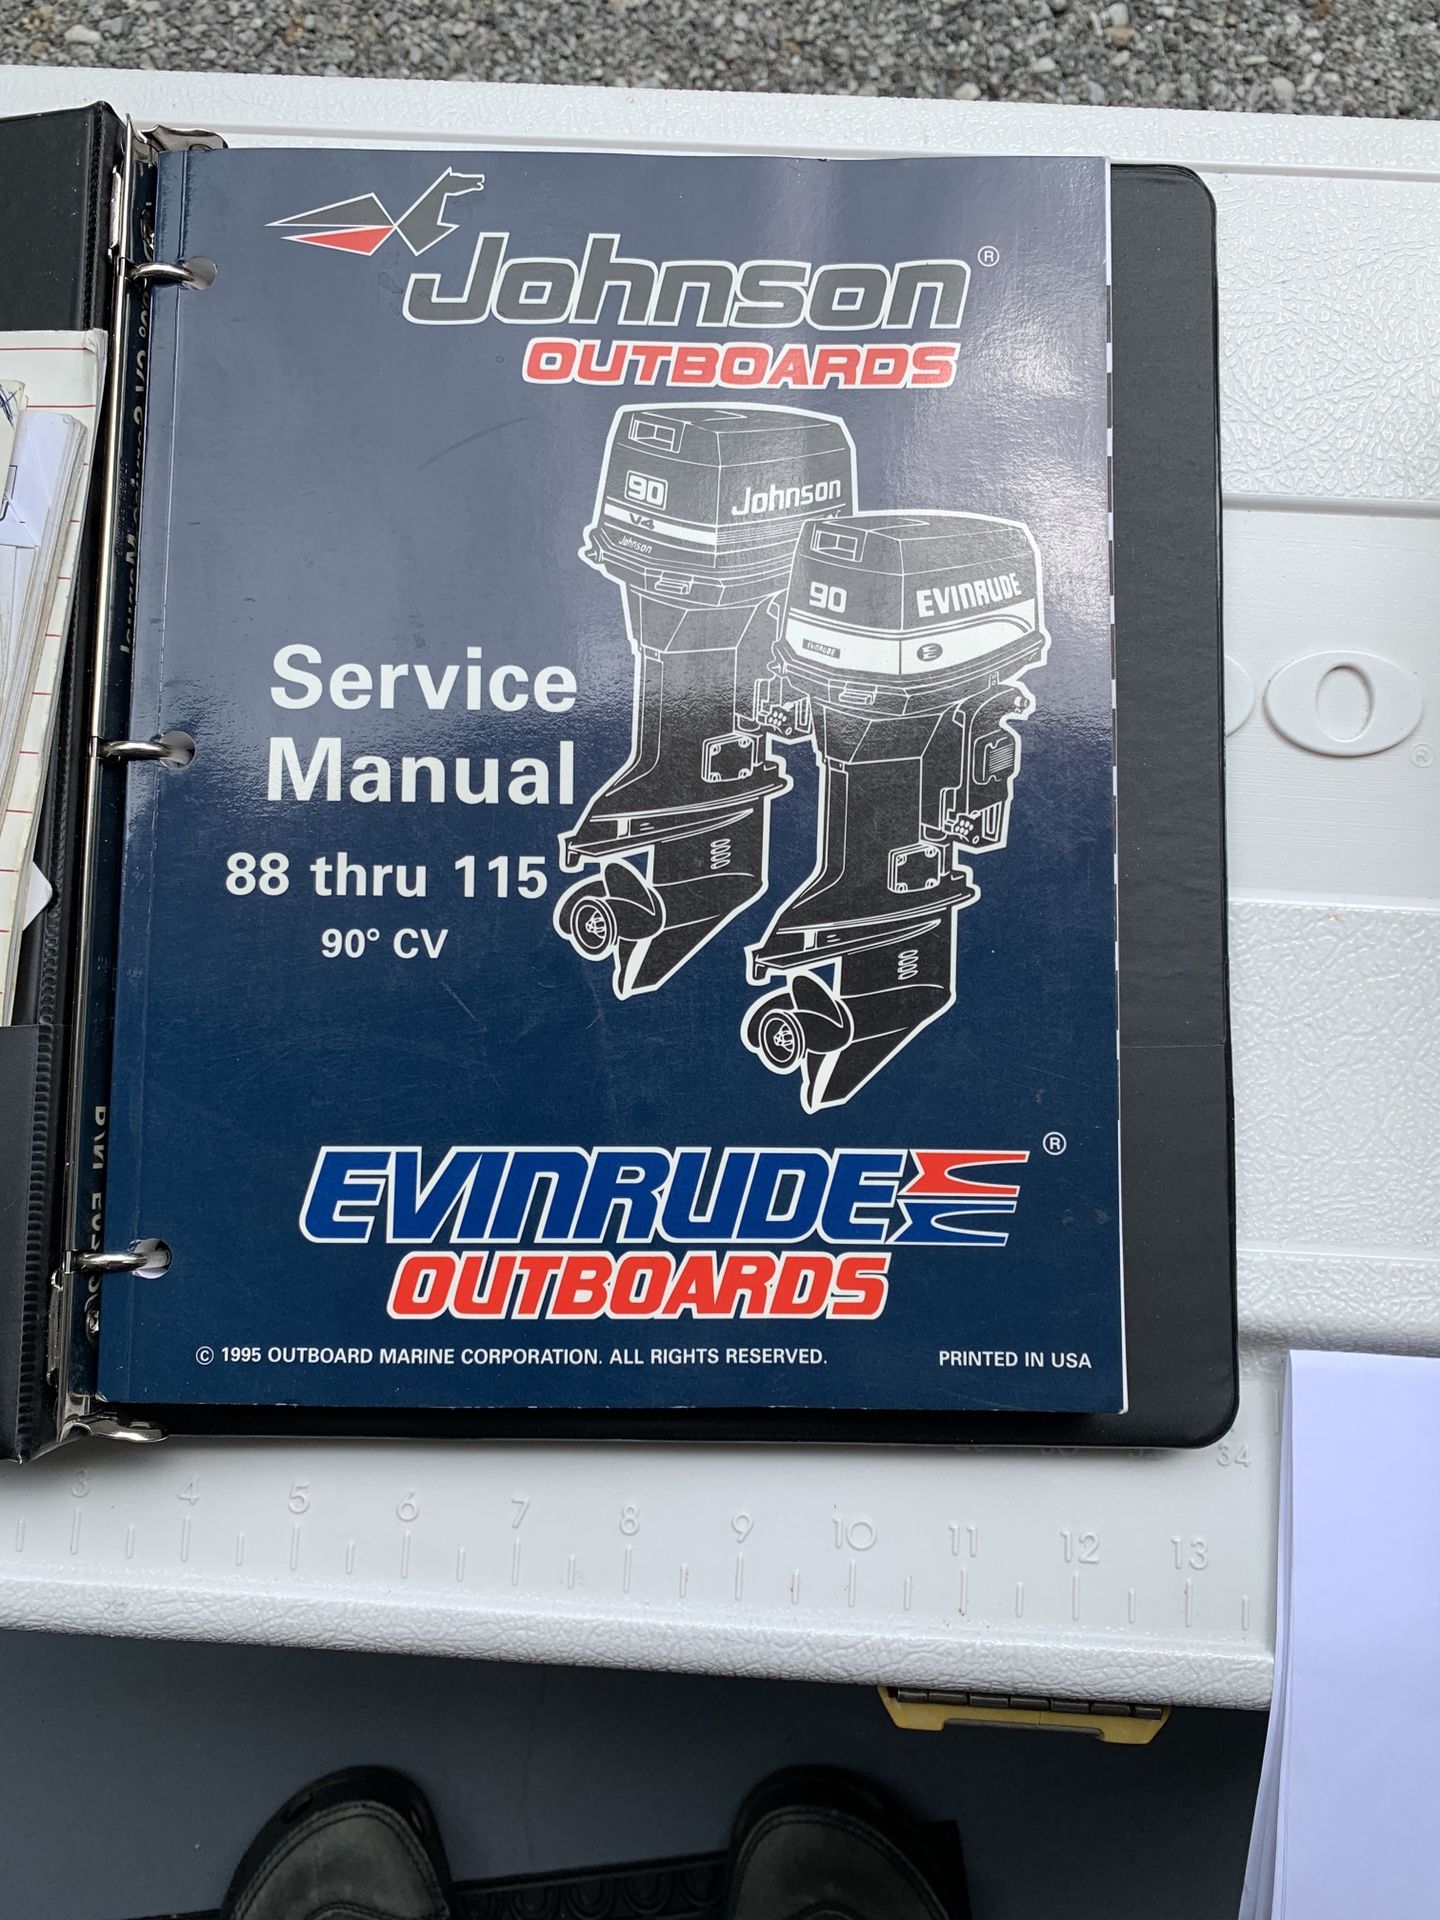 Johnson®
OUTBOARDS
90
Johnson
V4
Johnson
90
EVINRUDE
EVINRUDE
Service
Manual
88 thru 115
90° CV
EVINRUDE®
OUTBOARDS
© 1995 OUTBOARD MARINE CORPORATION. ALL RIGHTS RESERVED.
PRINTED IN USA
O®
34
3 4 5 6 7 8 9 10 11 12 13